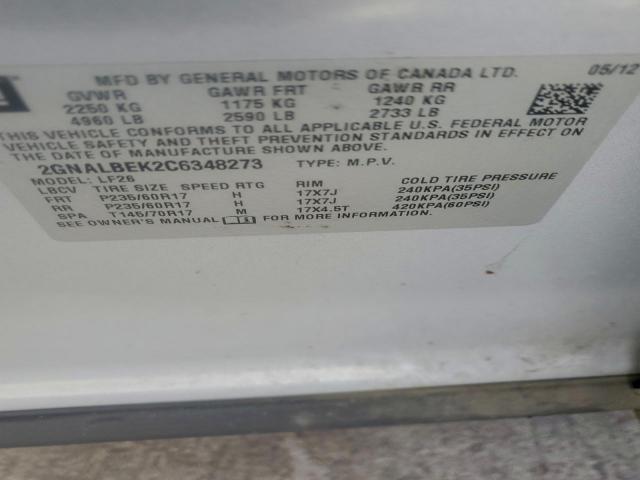 MFD BY GENERAL MOTORS OF CANADA LTD. 05/12
GVWR GAWR FRT GAWR RR
2250 KG 1175 KG 1240 KG
4960 LB 2590 LB 2733 LB
THIS VEHICLE CONFORMS TO ALL APPLICABLE U.S. FEDERAL MOTOR
VEHICLE SAFETY AND THEFT PREVENTION STANDARDS IN EFFECT ON
THE DATE OF MANUFACTURE SHOWN ABOVE.
2GNALBEK2C6348273 TYPE: M.P.V.
MODEL: LF26
LBCV TIRE SIZE SPEED RTG RIM COLD TIRE PRESSURE
FRT P235/60R17 H 17X7J 240KPA(35PSI)
RR P235/60R17 H 17X7J 240KPA(35PSI)
SPA T145/70R17 M 17X4.5T 420KPA(60PSI)
SEE OWNER'S MANUAL FOR MORE INFORMATION.